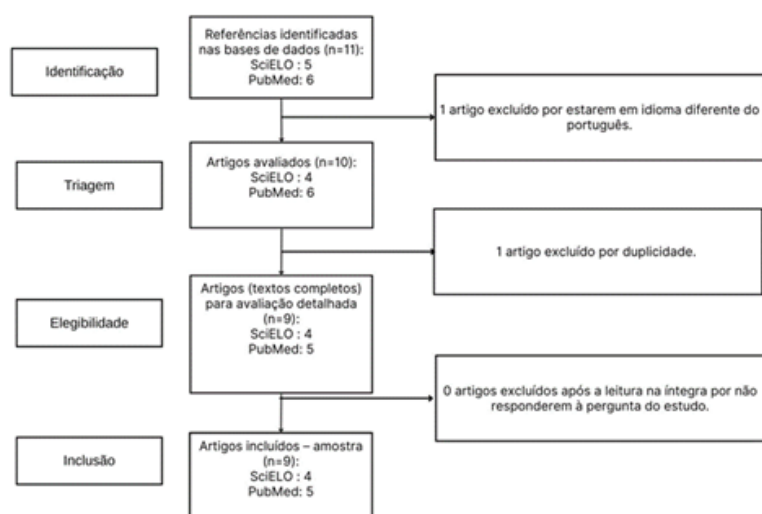 Identificação
Referências identificadas
nas bases de dados (n=11):
SciELO : 5
PubMed: 6
1 artigo excluído por estarem em idioma diferente do
português.
Triagem
Artigos avaliados (n=10):
SciELO : 4
PubMed: 6
1 artigo excluído por duplicidade.
Elegibilidade
Artigos (textos completos)
para avaliação detalhada
(n=9):
SciELO : 4
PubMed: 5
0 artigos excluídos após a leitura na íntegra por não
responderem à pergunta do estudo.
Inclusão
Artigos incluídos – amostra
(n=9):
SciELO : 4
PubMed: 5